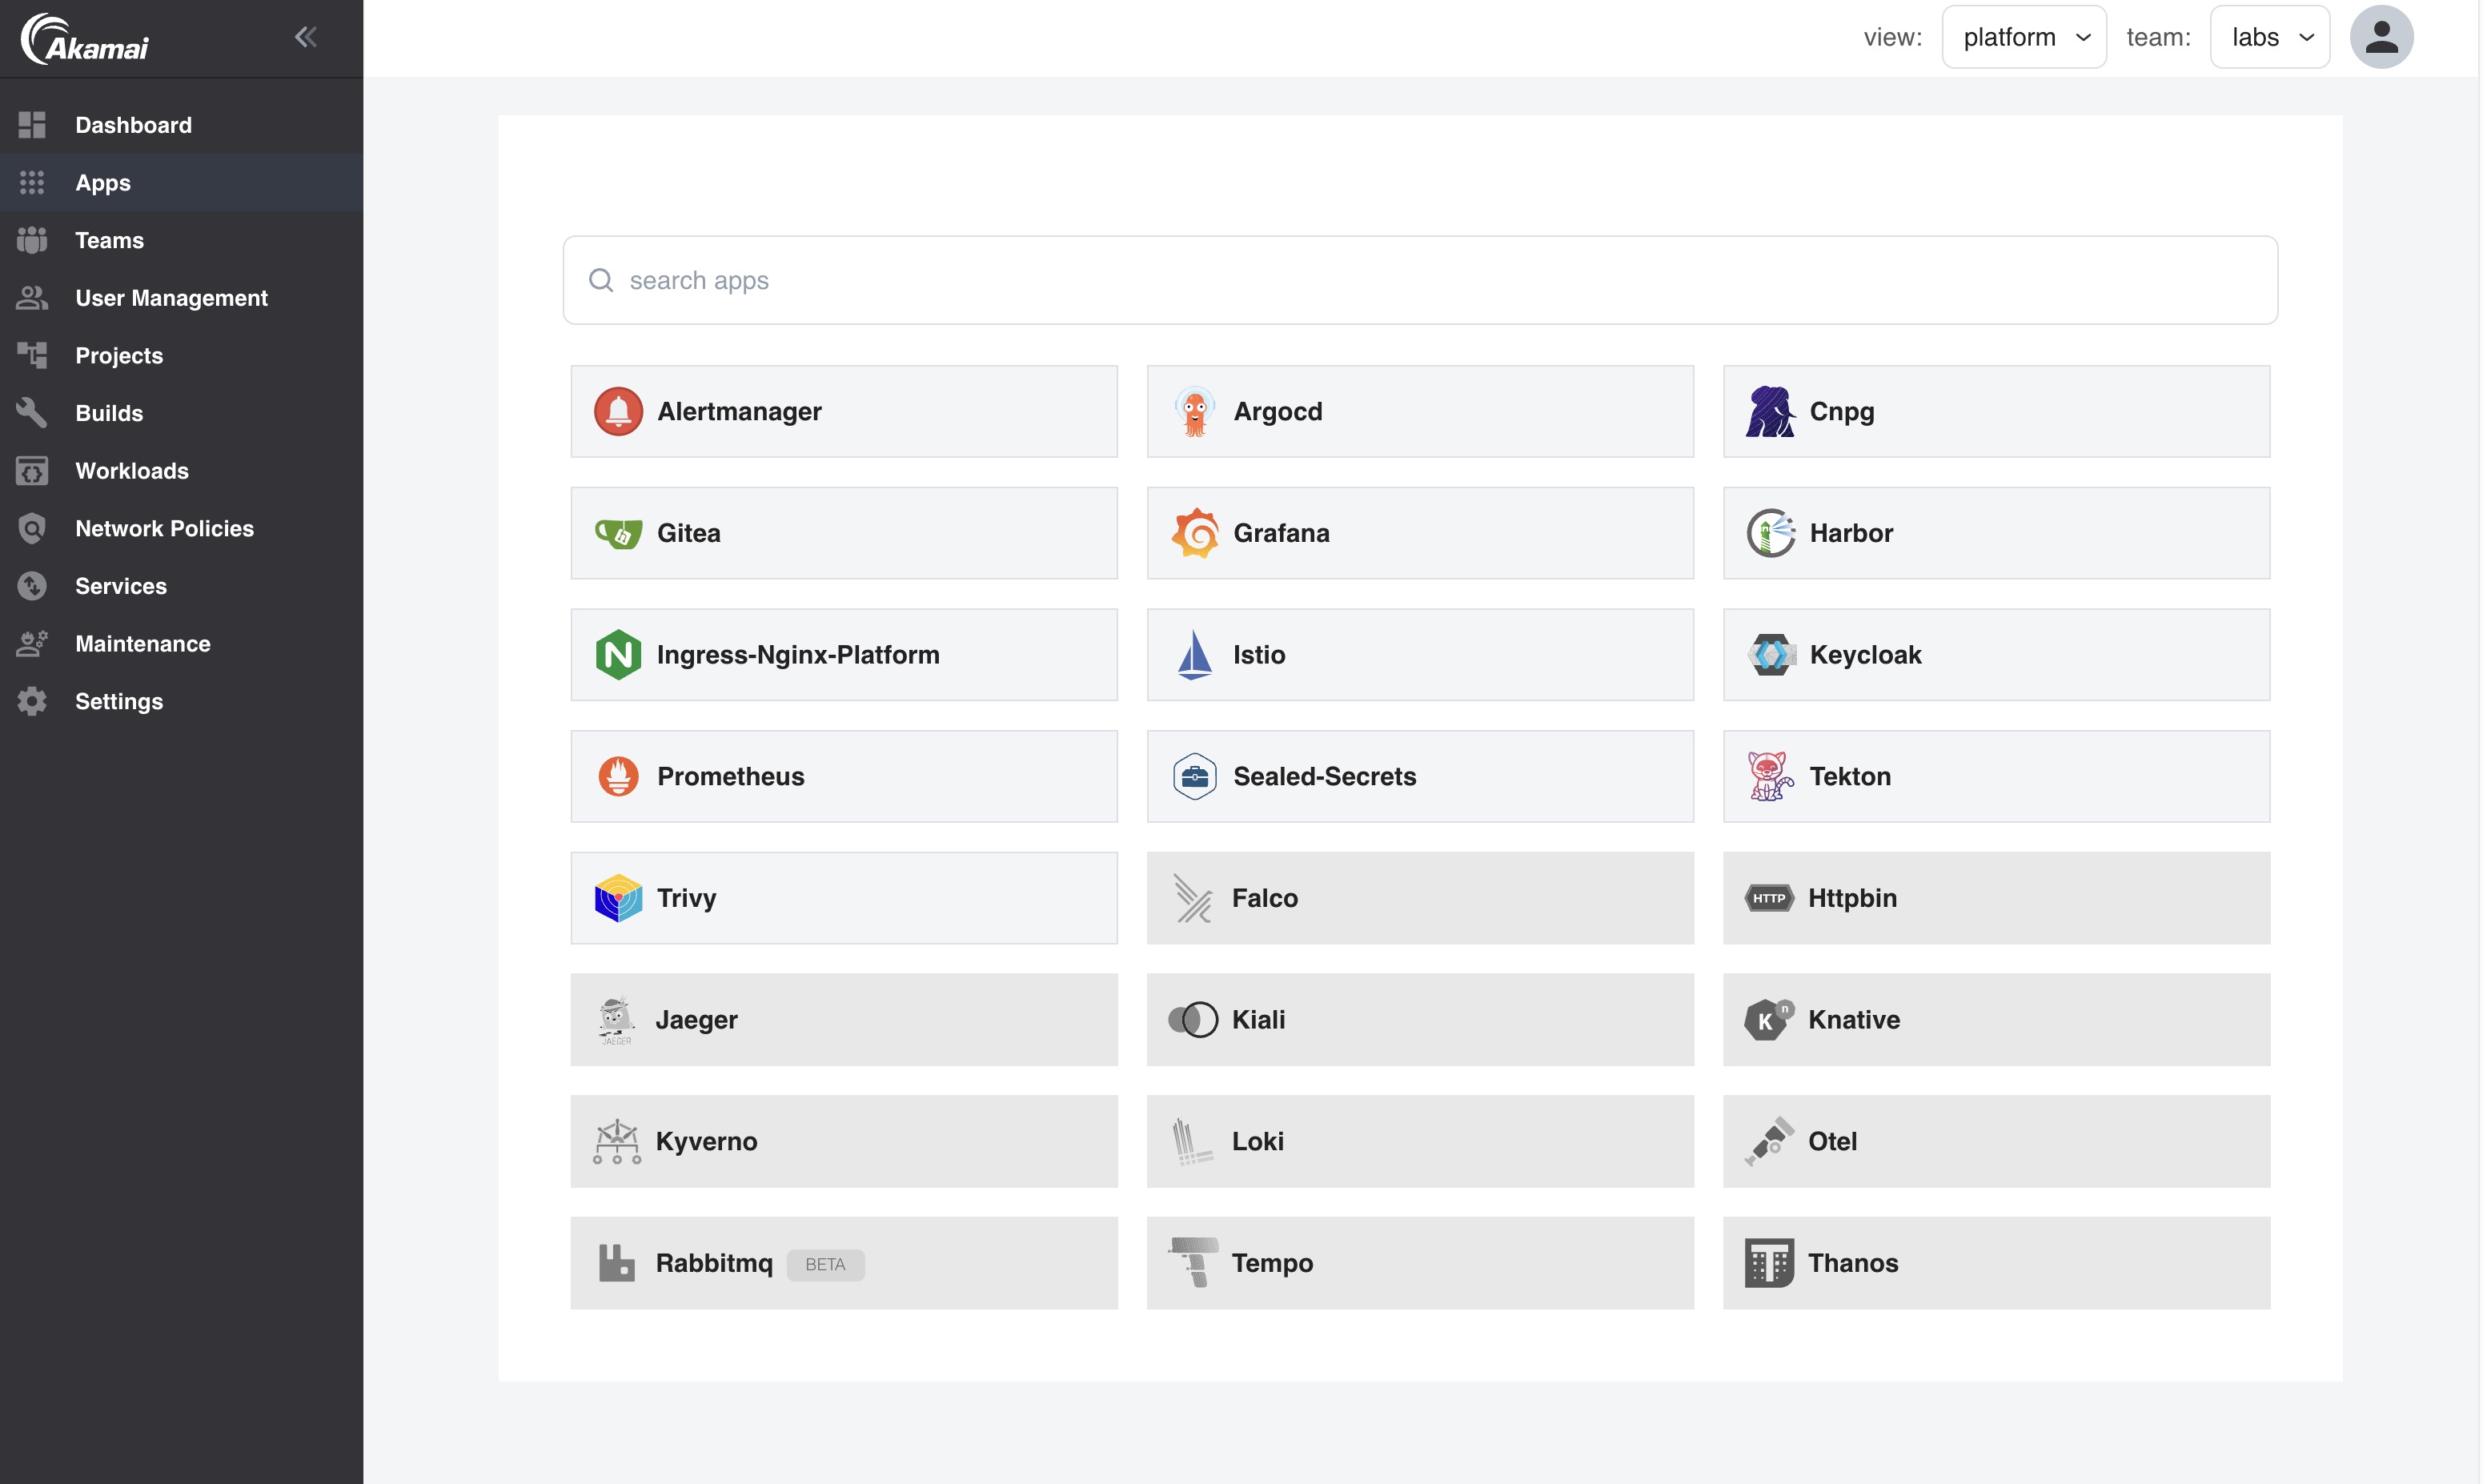 Akamai
view: platform team: labs
Dashboard
Apps
Teams
User Management
Projects
Builds
Workloads
Network Policies
Services
Maintenance
Settings
search apps
Alertmanager
Argocd
Cnpg
Gitea
Grafana
Harbor
Ingress-Nginx-Platform
Istio
Keycloak
Prometheus
Sealed-Secrets
Tekton
Trivy
Falco
HTTP
Httpbin
JAEGER
Jaeger
Kiali
K n
Knative
Kyverno
Loki
Otel
Rabbitmq BETA
Tempo
Thanos